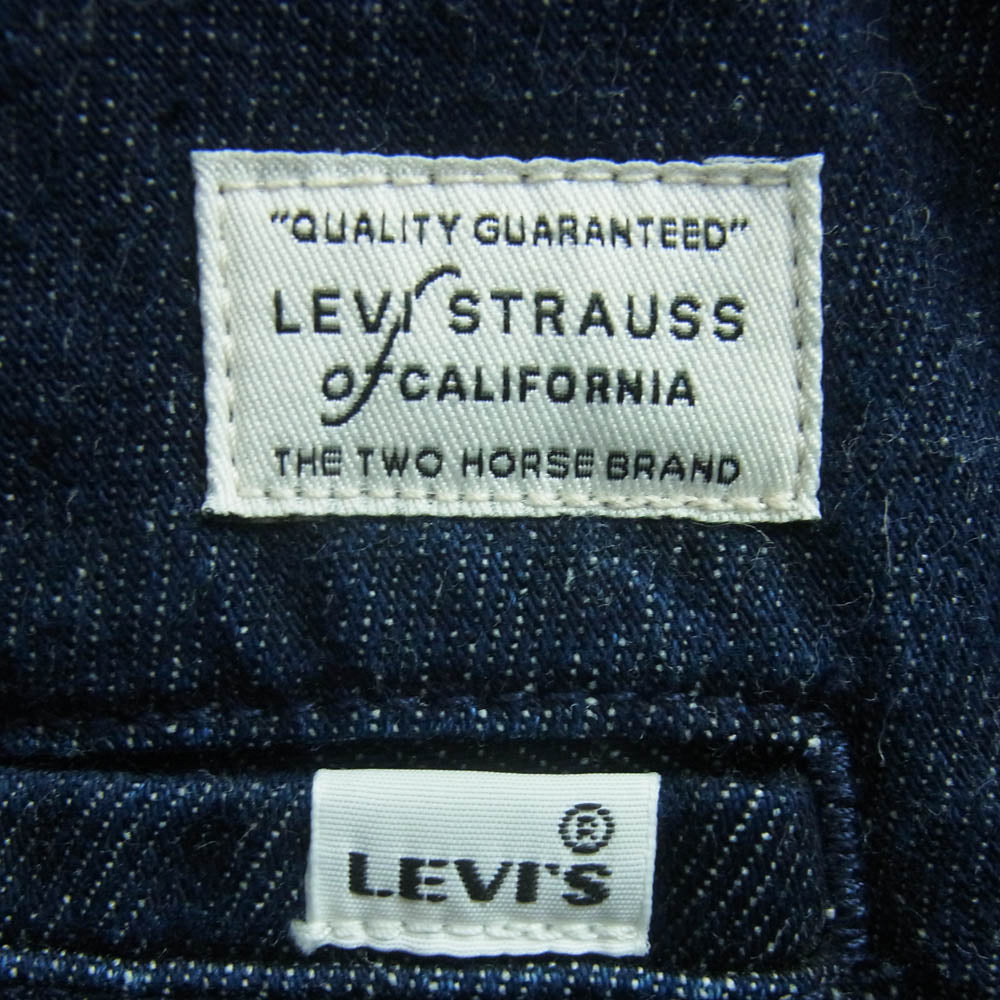 "QUALITY GUARANTEED"
LEVI STRAUSS
of CALIFORNIA
THE TWO HORSE BRAND
®
LEVI'S